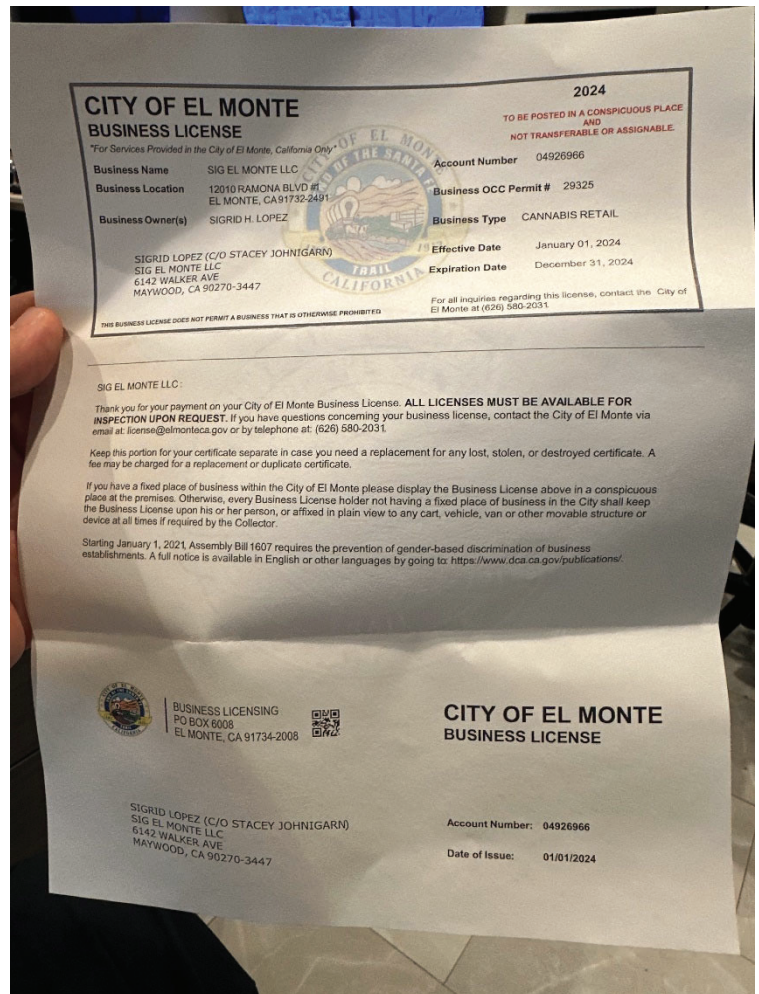 CITY OF EL MONTE
BUSINESS LICENSE
"For Services Provided in the City of El Monte, California Only"
Business Name SIG EL MONTE LLC
Business Location 12010 RAMONA BLVD #1
EL MONTE, CA 91732-2491
Business Owner(s) SIGRID H. LOPEZ
SIGRID LOPEZ (C/O STACEY JOHNIGARN)
SIG EL MONTE LLC
6142 WALKER AVE
MAYWOOD, CA 90270-3447
THIS BUSINESS LICENSE DOES NOT PERMIT A BUSINESS THAT IS OTHERWISE PROHIBITED
CITY OF EL MONTE
END OF THE SANTA FE
TRAIL
CALIFORNIA
2024
TO BE POSTED IN A CONSPICUOUS PLACE
AND
NOT TRANSFERABLE OR ASSIGNABLE.
Account Number 04926966
Business OCC Permit # 29325
Business Type CANNABIS RETAIL
Effective Date January 01, 2024
Expiration Date December 31, 2024
For all inquiries regarding this license, contact the City of
El Monte at (626) 580-2031.
SIG EL MONTE LLC:
Thank you for your payment on your City of El Monte Business License. ALL LICENSES MUST BE AVAILABLE FOR
INSPECTION UPON REQUEST. If you have questions concerning your business license, contact the City of El Monte via
email at: license@elmonteca.gov or by telephone at: (626) 580-2031.
Keep this portion for your certificate separate in case you need a replacement for any lost, stolen, or destroyed certificate. A
fee may be charged for a replacement or duplicate certificate.
If you have a fixed place of business within the City of El Monte please display the Business License above in a conspicuous
place at the premises. Otherwise, every Business License holder not having a fixed place of business in the City shall keep
the Business License upon his or her person, or affixed in plain view to any cart, vehicle, van or other movable structure or
device at all times if required by the Collector.
Starting January 1, 2021, Assembly Bill 1607 requires the prevention of gender-based discrimination of business
establishments. A full notice is available in English or other languages by going to: https://www.dca.ca.gov/publications/.
BUSINESS LICENSING
PO BOX 6008
EL MONTE, CA 91734-2008
CITY OF EL MONTE
BUSINESS LICENSE
SIGRID LOPEZ (C/O STACEY JOHNIGARN)
SIG EL MONTE LLC
6142 WALKER AVE
MAYWOOD, CA 90270-3447
Account Number: 04926966
Date of Issue: 01/01/2024